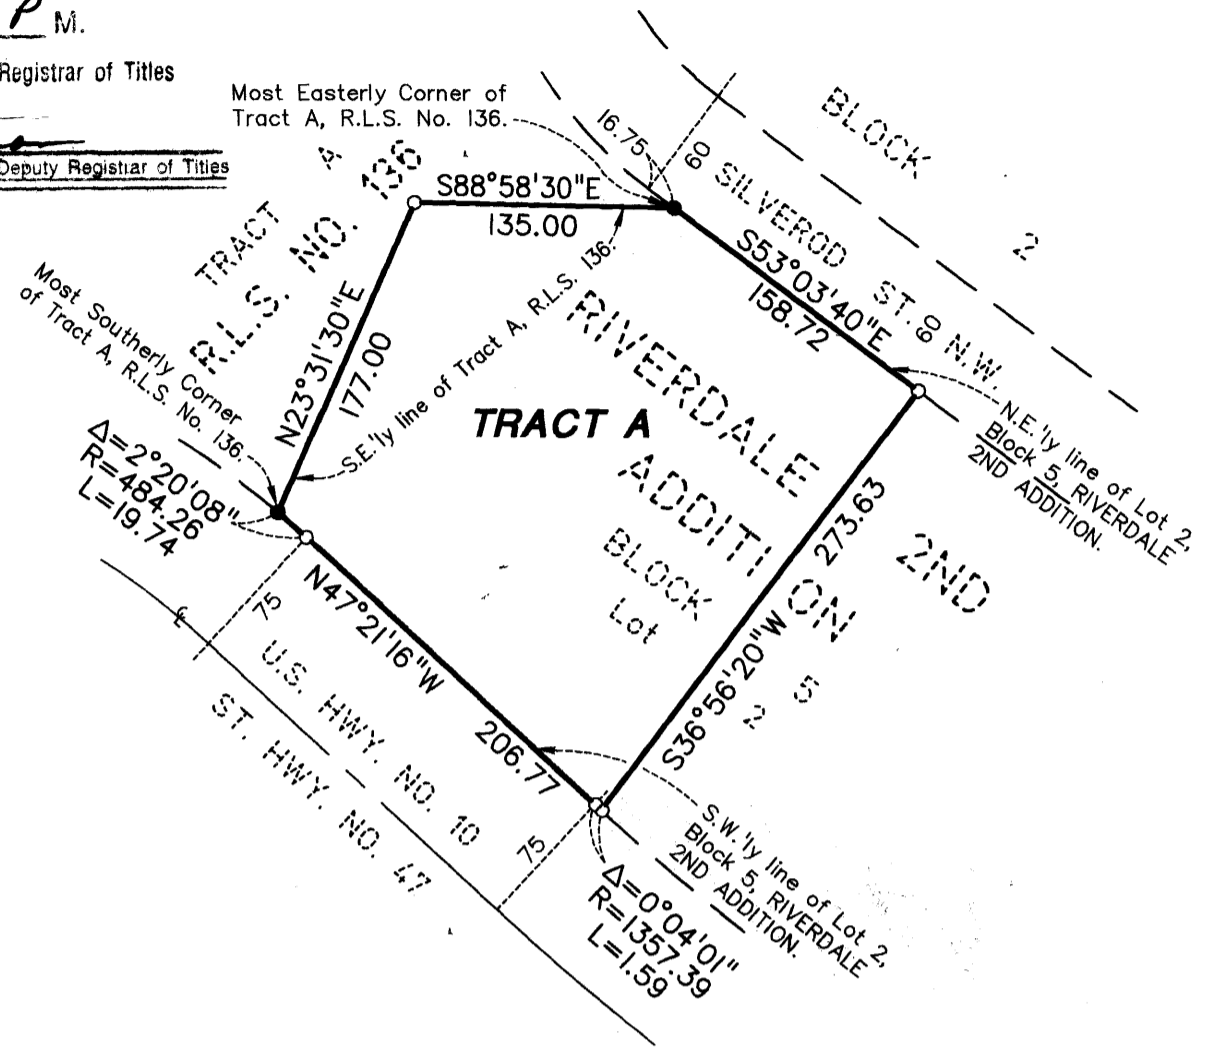 P M.
Registrar of Titles
Deputy Registrar of Titles
Most Easterly Corner of
Tract A, R.L.S. No. 136.
16.75
60
BLOCK
2
SILVEROD ST. N.W.
60
TRACT A
R.L.S. NO. 136
S88°58'30"E
135.00
S53°03'40"E
158.72
N23°31'30"E
177.00
S.E.'ly line of Tract A, R.L.S. 136.
Most Southerly Corner
of Tract A, R.L.S. No. 136.
TRACT A
RIVERDALE
ADDITION
2ND
BLOCK 5
Lot 2
N.E.'ly line of Lot 2,
Block 5, RIVERDALE
2ND ADDITION.
273.63
S36°56'20"W
Δ=2°20'08"
R=484.26
L=19.74
75
N47°21'16"W
206.77
℄
U.S. HWY. NO. 10
ST. HWY. NO. 47
75
S.W.'ly line of Lot 2,
Block 5, RIVERDALE
2ND ADDITION.
Δ=0°04'01"
R=1357.39
L=1.59